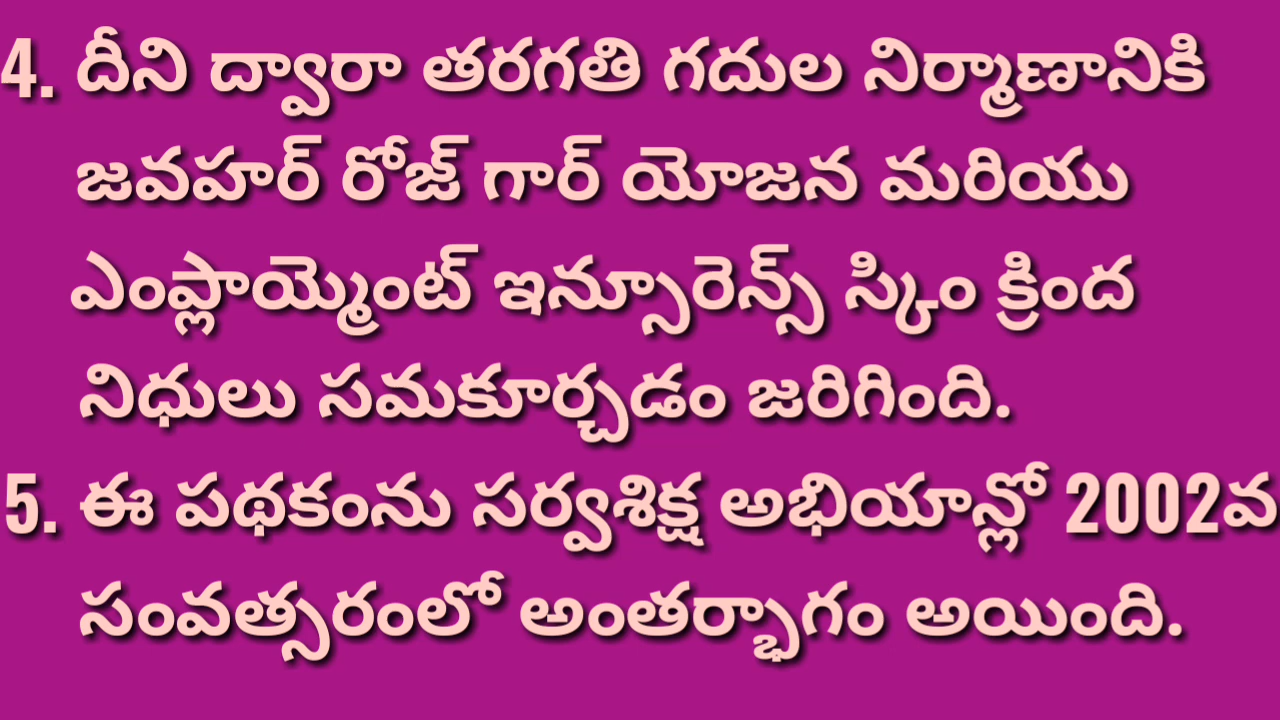 4. దీని ద్వారా తరగతి గదుల నిర్మాణానికి
జవహర్ రోజ్ గార్ యోజన మరియు
ఎంప్లాయ్మెంట్ ఇన్సూరెన్స్ స్కిం క్రింద
నిధులు సమకూర్చడం జరిగింది.
5. ఈ పథకంను సర్వశిక్ష అభియాన్లో 2002వ
సంవత్సరంలో అంతర్భాగం అయింది.